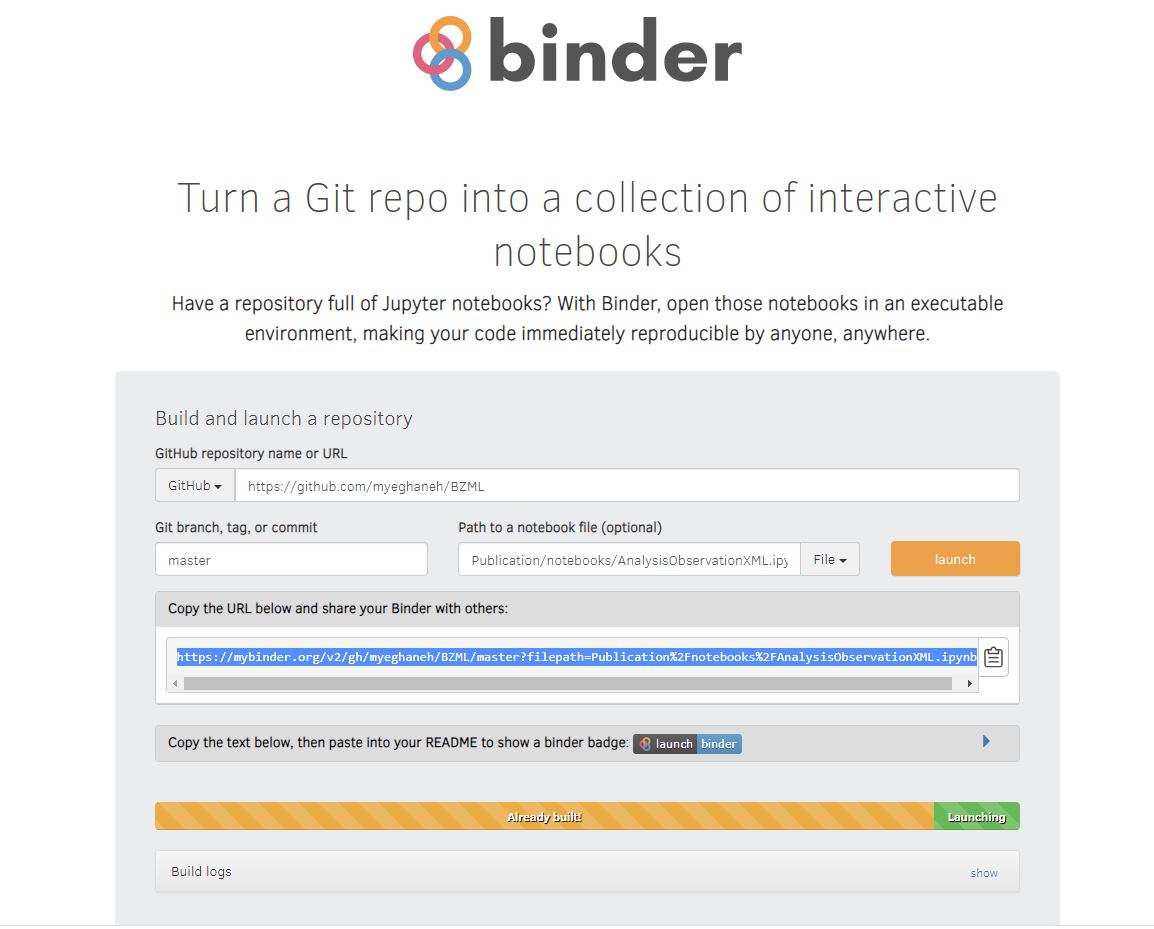 binder
Turn a Git repo into a collection of interactive
notebooks
Have a repository full of Jupyter notebooks? With Binder, open those notebooks in an executable
environment, making your code immediately reproducible by anyone, anywhere.
Build and launch a repository
GitHub repository name or URL
GitHub https://github.com/myeghaneh/BZML
Git branch, tag, or commit Path to a notebook file (optional)
master Publication/notebooks/AnalysisObservationXML.ipy File launch
Copy the URL below and share your Binder with others:
https://mybinder.org/v2/gh/myeghaneh/BZML/master?filepath=Publication%2Fnotebooks%2FAnalysisObservationXML.ipynb
Copy the text below, then paste into your README to show a binder badge: launch binder
Already built! Launching
Build logs show